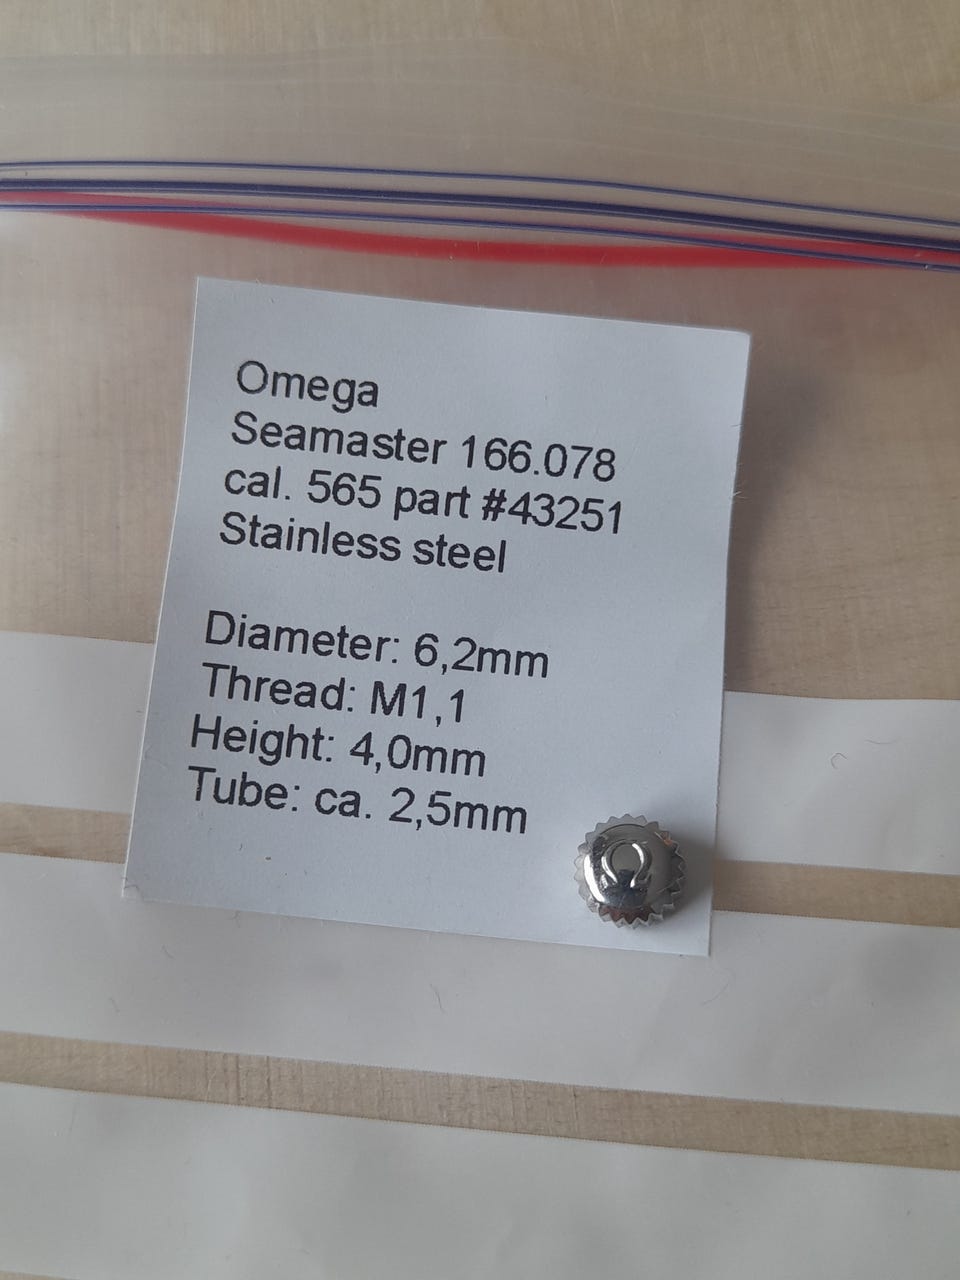 Omega
Seamaster 166.078
cal. 565 part #43251
Stainless steel
Diameter: 6,2mm
Thread: M1,1
Height: 4,0mm
Tube: ca. 2,5mm